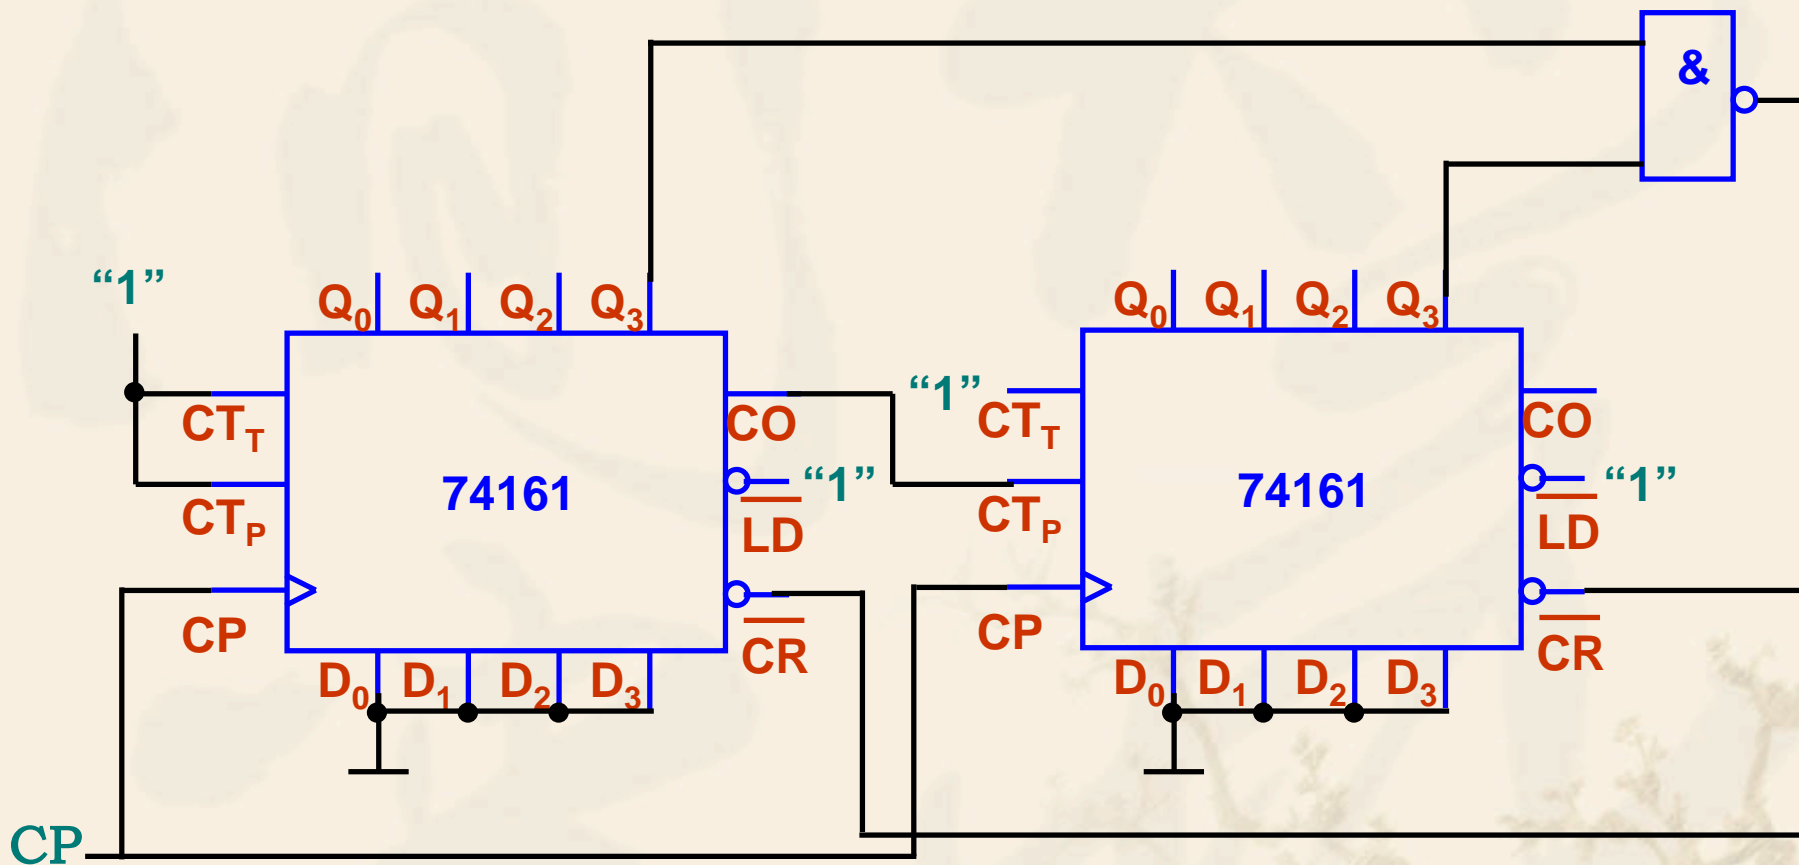 &
“1”
Q0 Q1 Q2 Q3
Q0 Q1 Q2 Q3
CTT
CO
“1”
CTT
CO
74161
“1”
74161
“1”
CTP
LD
CTP
LD
CP
CR
CP
CR
D0 D1 D2 D3
D0 D1 D2 D3
CP